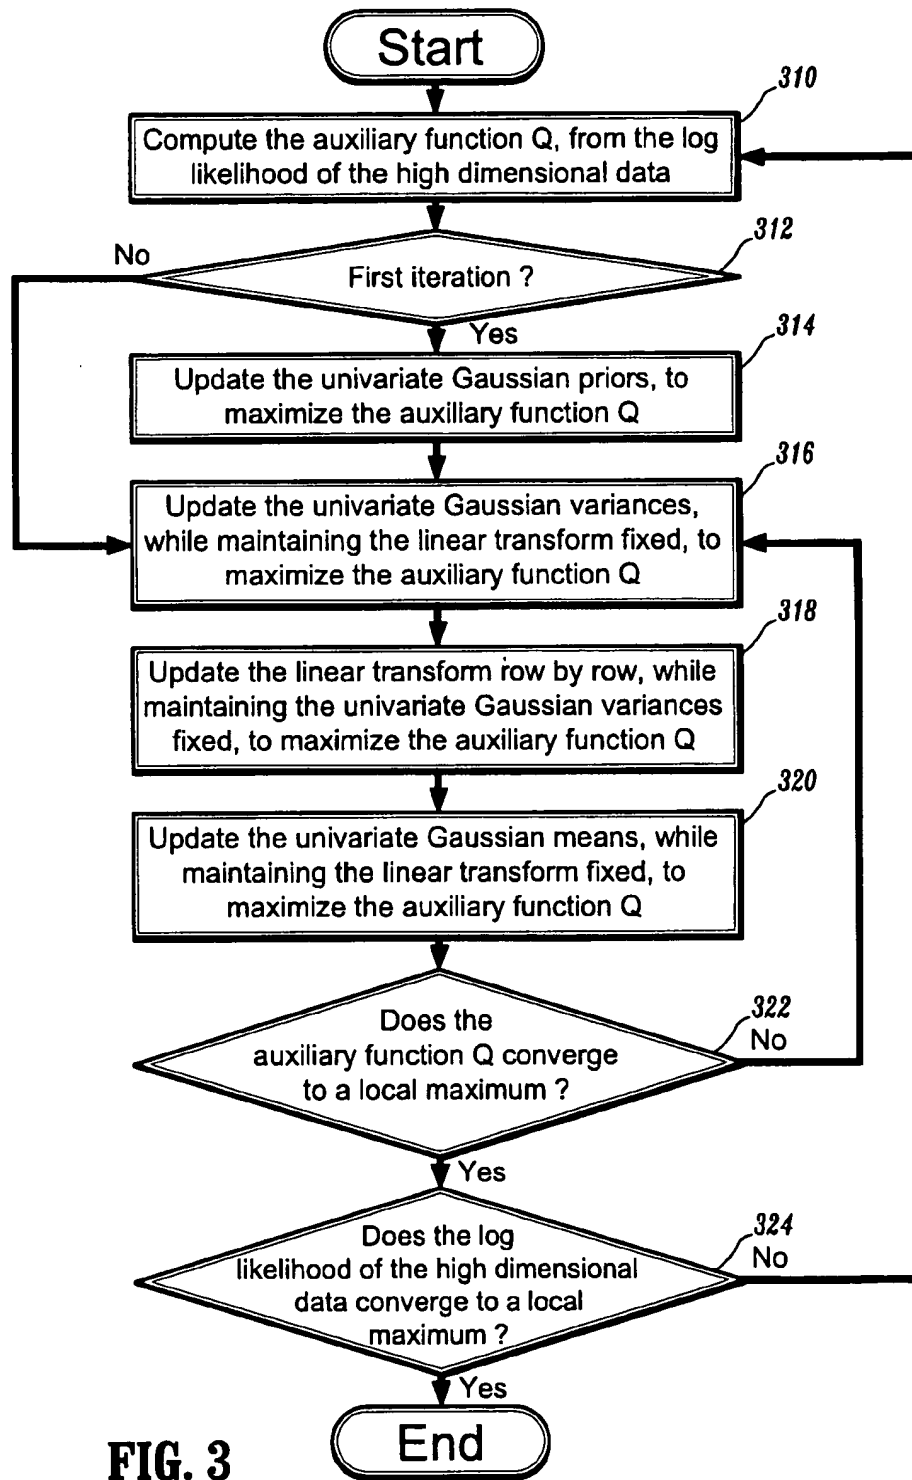 Start
310
Compute the auxiliary function Q, from the log
likelihood of the high dimensional data
312
No
First iteration ?
Yes
314
Update the univariate Gaussian priors, to
maximize the auxiliary function Q
316
Update the univariate Gaussian variances,
while maintaining the linear transform fixed, to
maximize the auxiliary function Q
318
Update the linear transform row by row, while
maintaining the univariate Gaussian variances
fixed, to maximize the auxiliary function Q
320
Update the univariate Gaussian means, while
maintaining the linear transform fixed, to
maximize the auxiliary function Q
322
Does the
auxiliary function Q converge
to a local maximum ?
No
Yes
324
Does the log
likelihood of the high dimensional
data converge to a local
maximum ?
No
Yes
End
FIG. 3